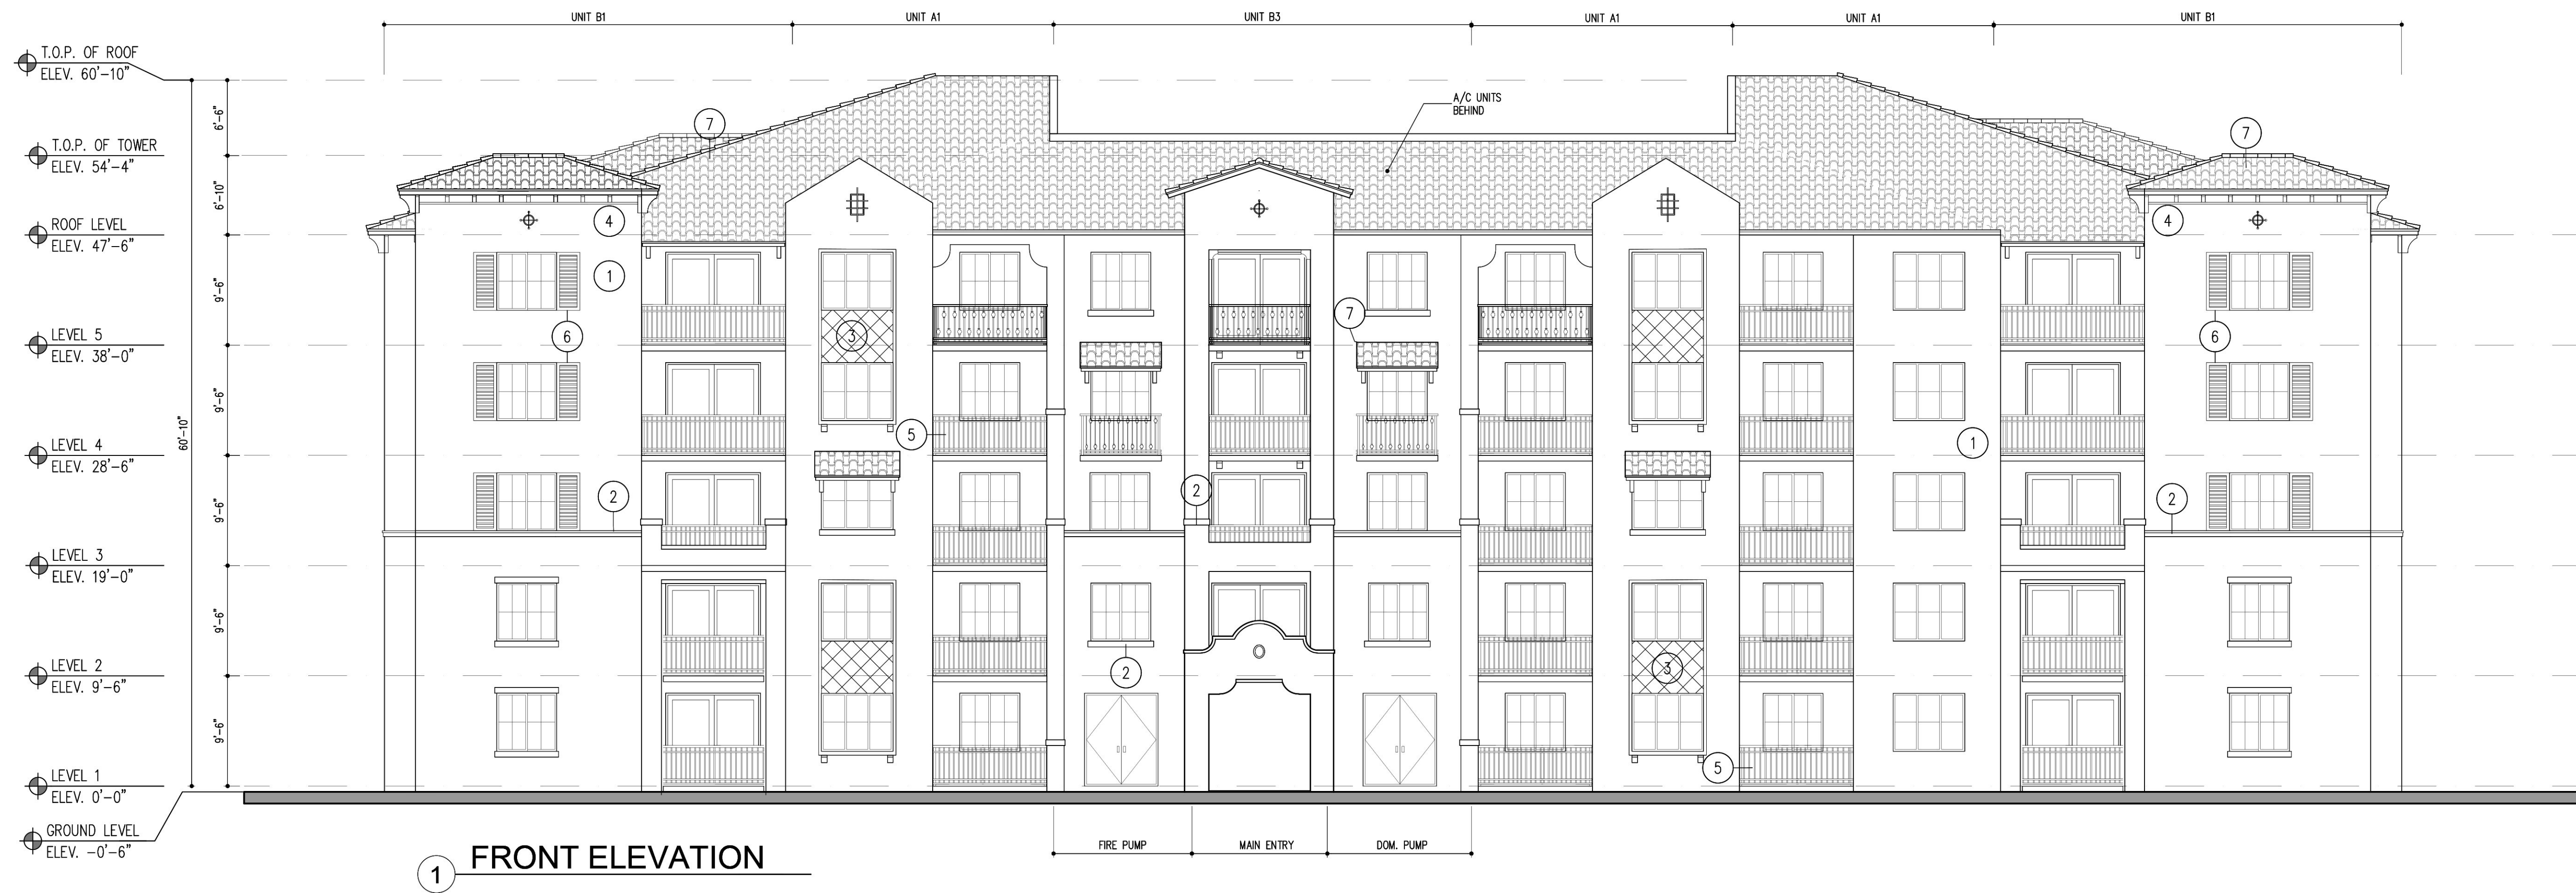 UNIT B1
UNIT A1
UNIT B3
UNIT A1
UNIT A1
UNIT B1
T.O.P. OF ROOF
ELEV. 60'-10"
6'-6"
A/C UNITS
BEHIND
7
7
T.O.P. OF TOWER
ELEV. 54'-4"
6'-10"
4
4
ROOF LEVEL
ELEV. 47'-6"
1
9'-6"
7
6
3
6
LEVEL 5
ELEV. 38'-0"
9'-6"
60'-10"
5
1
LEVEL 4
ELEV. 28'-6"
9'-6"
2
2
2
LEVEL 3
ELEV. 19'-0"
9'-6"
2
3
LEVEL 2
ELEV. 9'-6"
9'-6"
5
LEVEL 1
ELEV. 0'-0"
GROUND LEVEL
ELEV. -0'-6"
FIRE PUMP
MAIN ENTRY
DOM. PUMP
1
FRONT ELEVATION